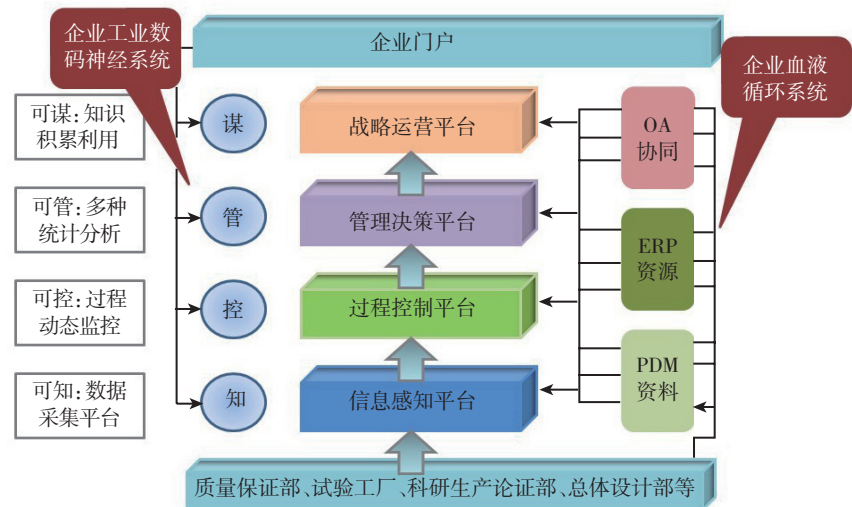 企业工业数
码神经系统
企业门户
企业血液
循环系统
可谋:知识
积累利用
谋
战略运营平台
OA
协同
可管:多种
统计分析
管
管理决策平台
ERP
资源
可控:过程
动态监控
控
过程控制平台
可知:数据
采集平台
知
信息感知平台
PDM
资料
质量保证部、试验工厂、科研生产论证部、总体设计部等